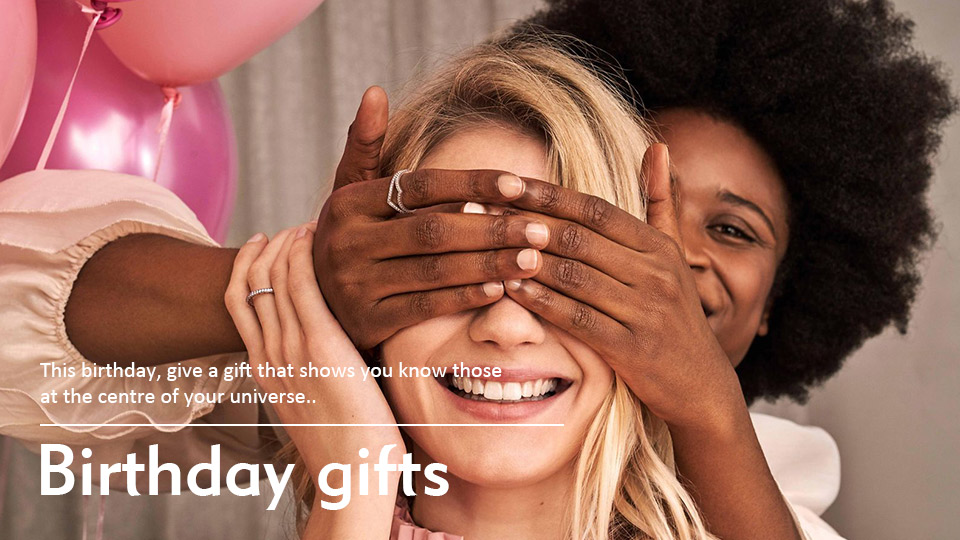 This birthday, give a gift that shows you know those
at the centre of your universe..
Birthday gifts